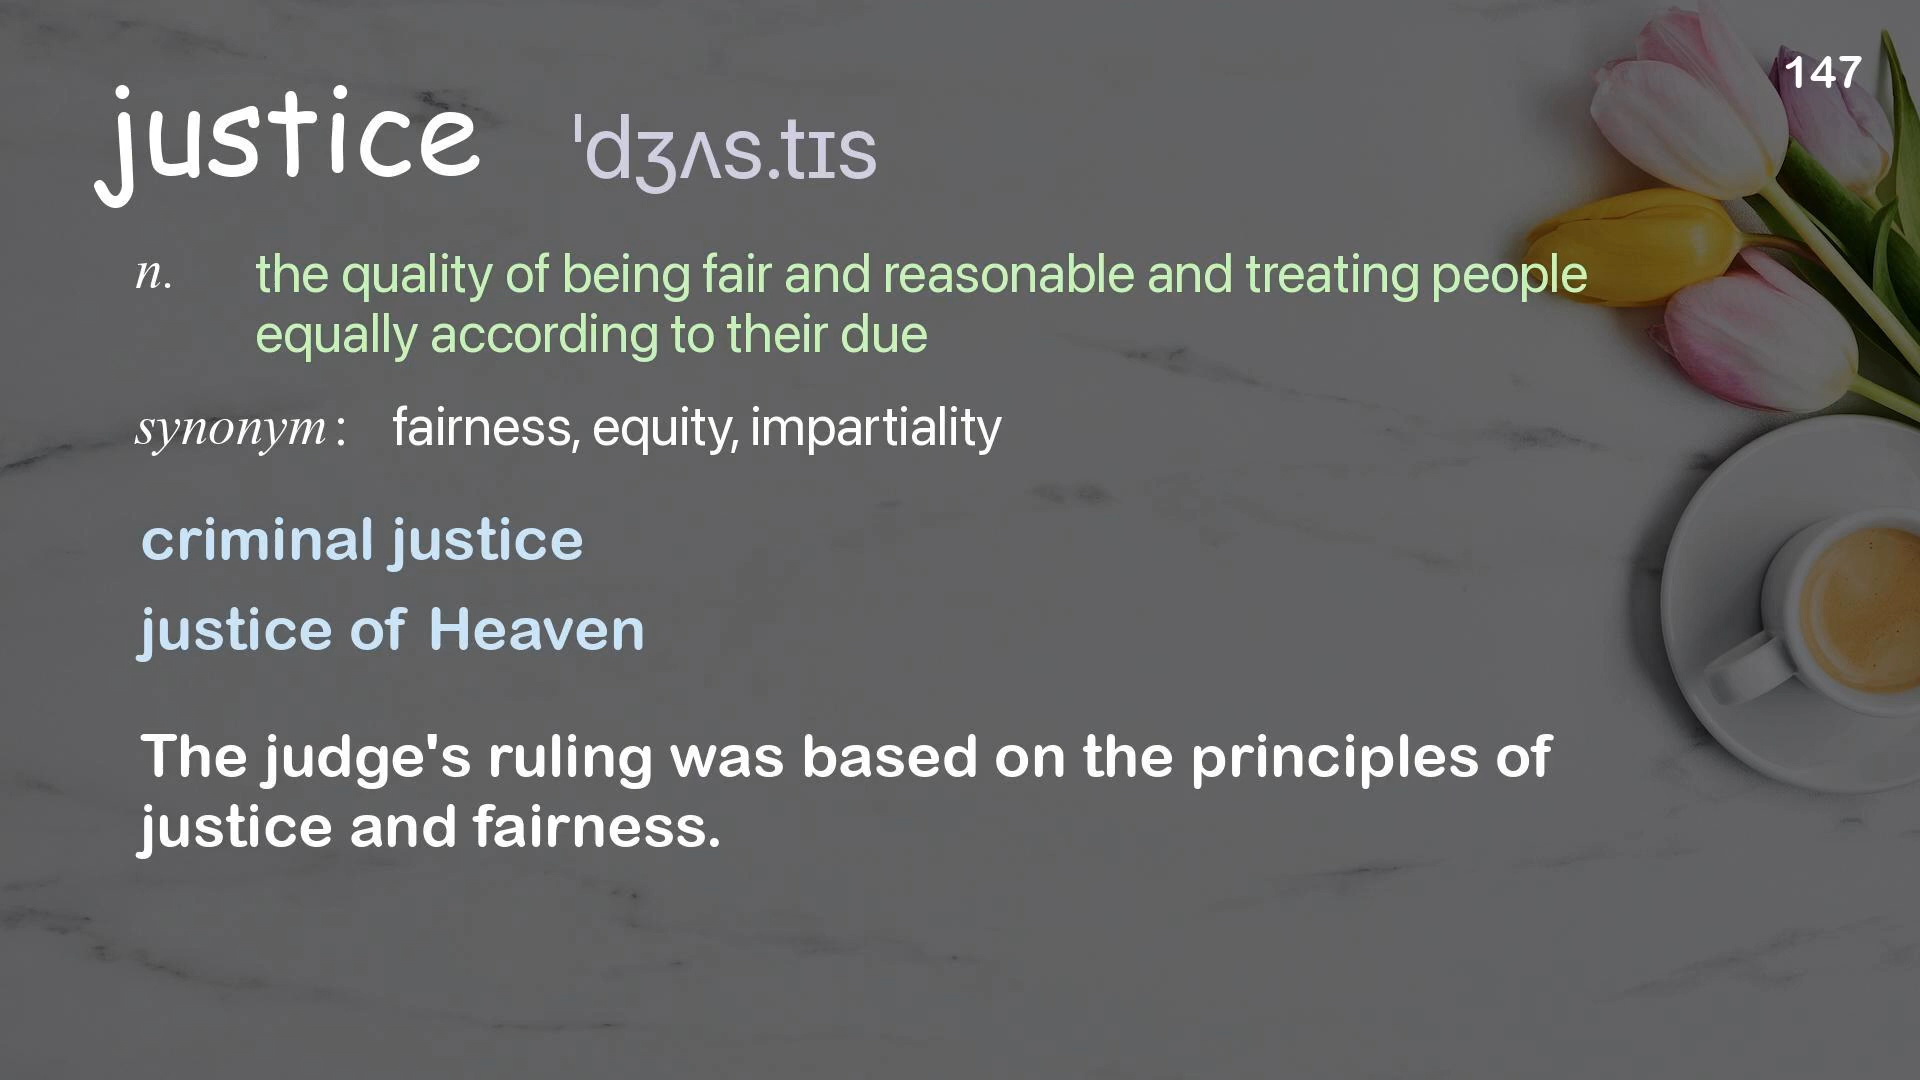 147
justice ˈdʒʌs.tɪs
n. the quality of being fair and reasonable and treating people
equally according to their due
synonym: fairness, equity, impartiality
criminal justice
justice of Heaven
The judge's ruling was based on the principles of
justice and fairness.